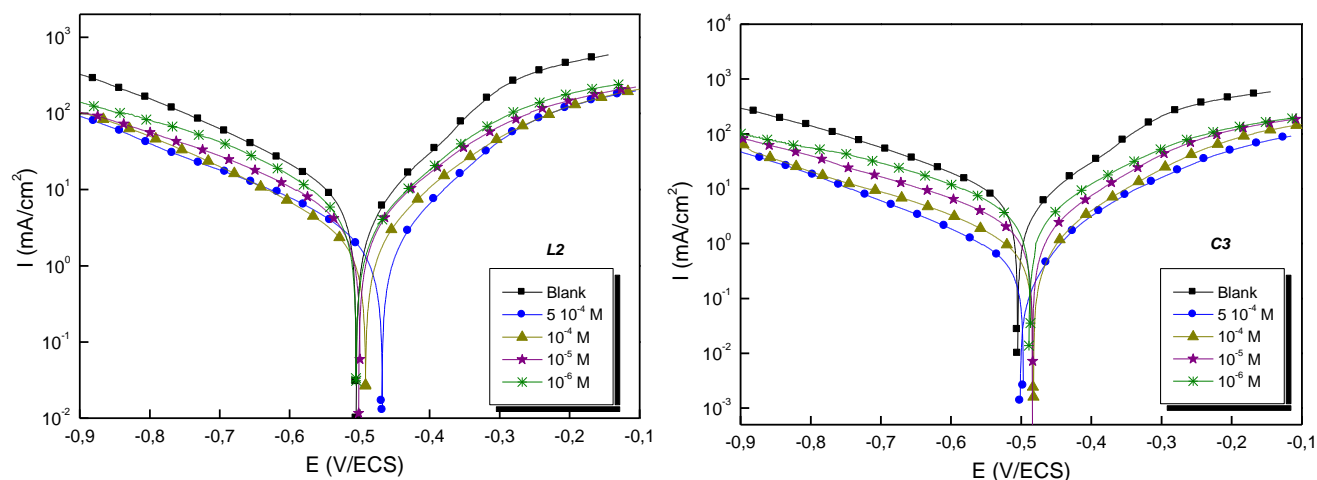 10³
10²
10¹
10⁰
10⁻¹
10⁻²
I (mA/cm²)
-0,9 -0,8 -0,7 -0,6 -0,5 -0,4 -0,3 -0,2 -0,1
E (V/ECS)
L2
Blank
5 10⁻⁴ M
10⁻⁴ M
10⁻⁵ M
10⁻⁶ M
10⁴
10³
10²
10¹
10⁰
10⁻¹
10⁻²
10⁻³
I (mA/cm²)
-0,9 -0,8 -0,7 -0,6 -0,5 -0,4 -0,3 -0,2 -0,1
E (V/ECS)
C3
Blank
5 10⁻⁴ M
10⁻⁴ M
10⁻⁵ M
10⁻⁶ M